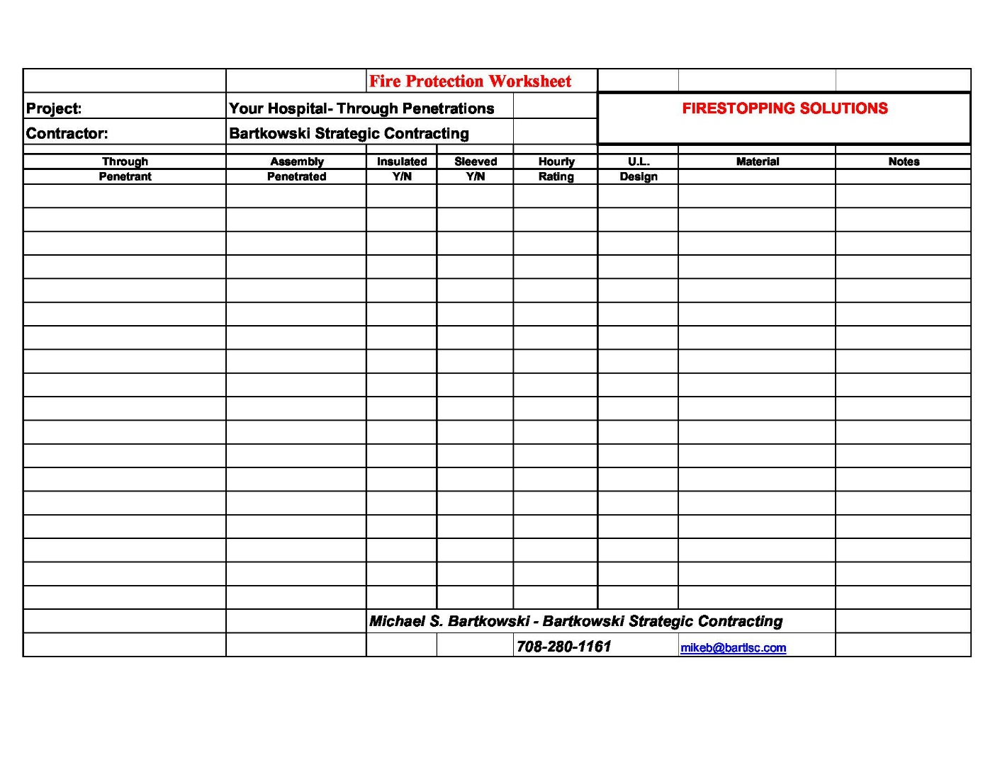 Fire Protection Worksheet
Project: Your Hospital- Through Penetrations
FIRESTOPPING SOLUTIONS
Contractor: Bartkowski Strategic Contracting
Through Assembly Insulated Sleeved Hourly U.L. Material Notes
Penetrant Penetrated Y/N Y/N Rating Design
Michael S. Bartkowski - Bartkowski Strategic Contracting
708-280-1161 mikeb@bartlsc.com